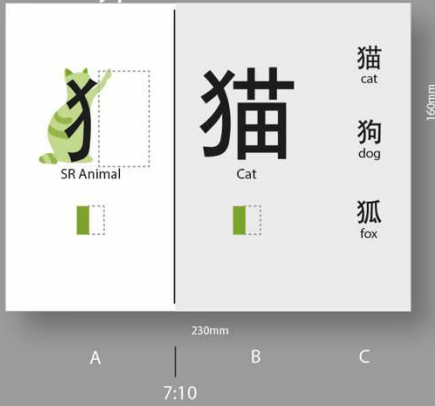 犭
SR Animal
猫
Cat
猫
cat
狗
dog
狐
fox
160mm
230mm
A
B
C
7:10